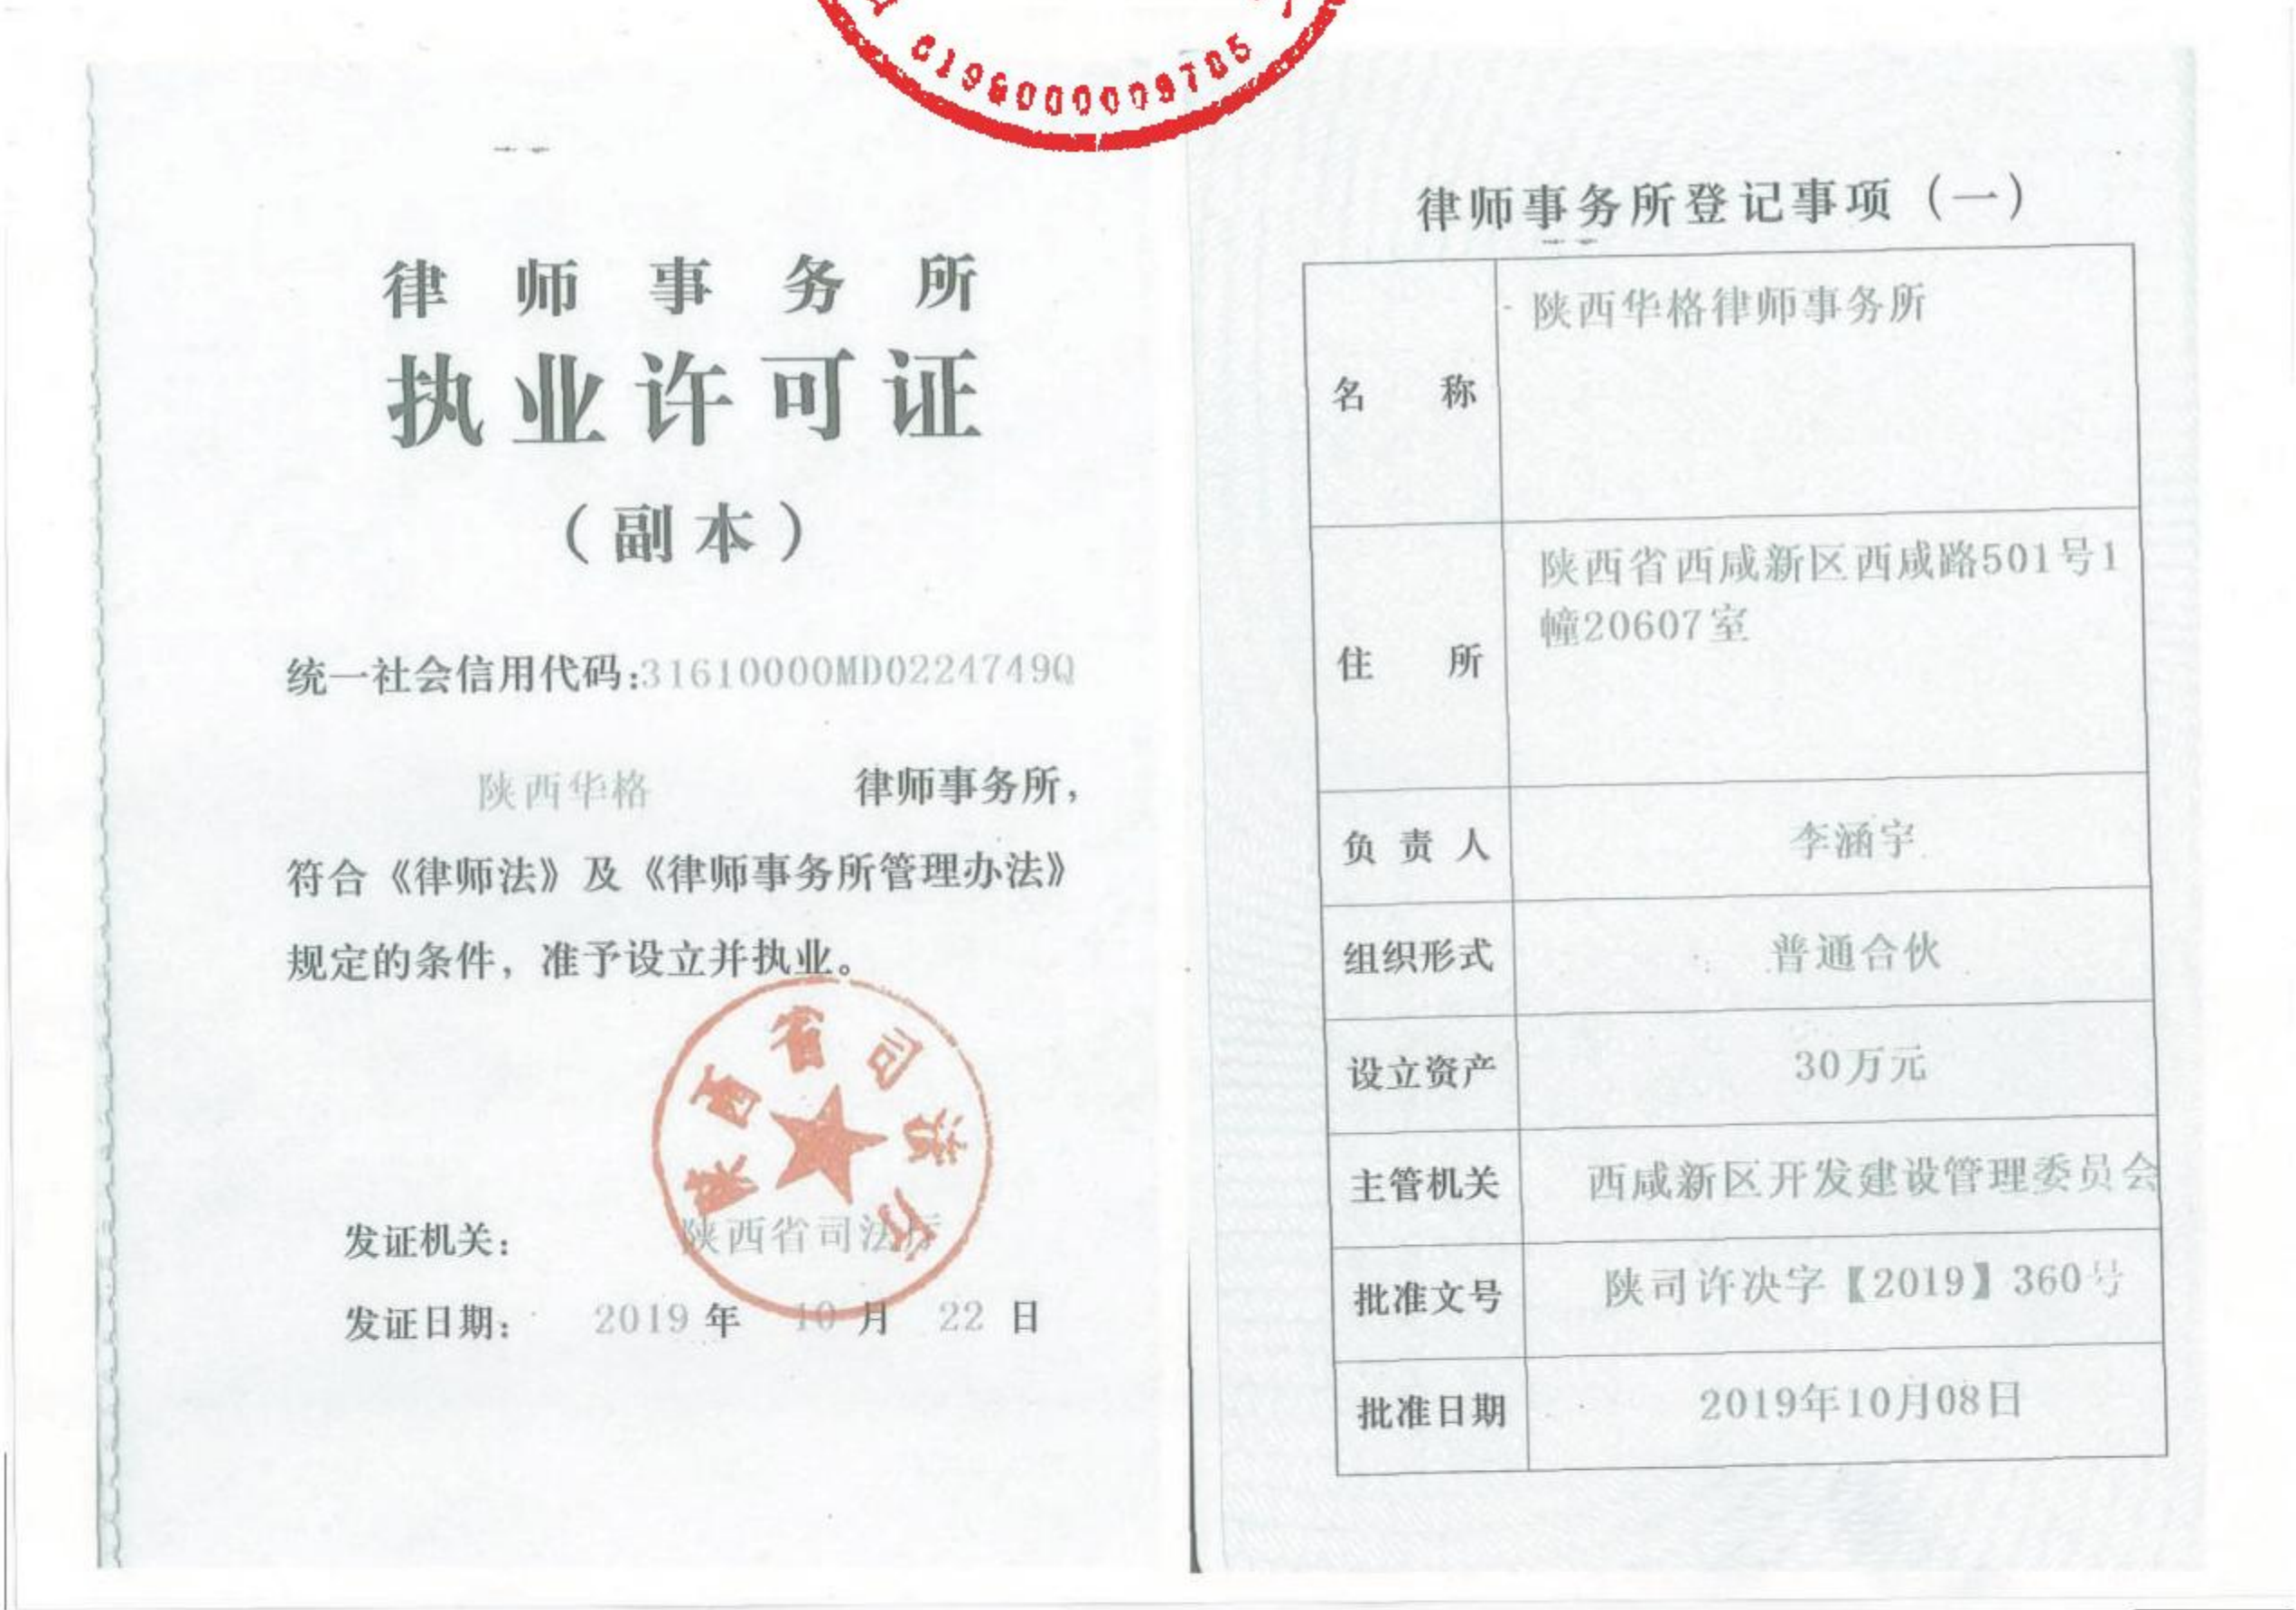 6196000009785
律师事务所
执业许可证
(副本)
统一社会信用代码:31610000MD0224749Q
陕西华格 律师事务所,
符合《律师法》及《律师事务所管理办法》
规定的条件，准予设立并执业。
陕西省司法厅
发证机关： 陕西省司法厅
发证日期： 2019 年 10 月 22 日
律师事务所登记事项（一）
名 称 陕西华格律师事务所
住 所 陕西省西咸新区西咸路501号1
幢20607室
负 责 人 李涵宇
组织形式 普通合伙
设立资产 30万元
主管机关 西咸新区开发建设管理委员会
批准文号 陕司许决字【2019】360号
批准日期 2019年10月08日